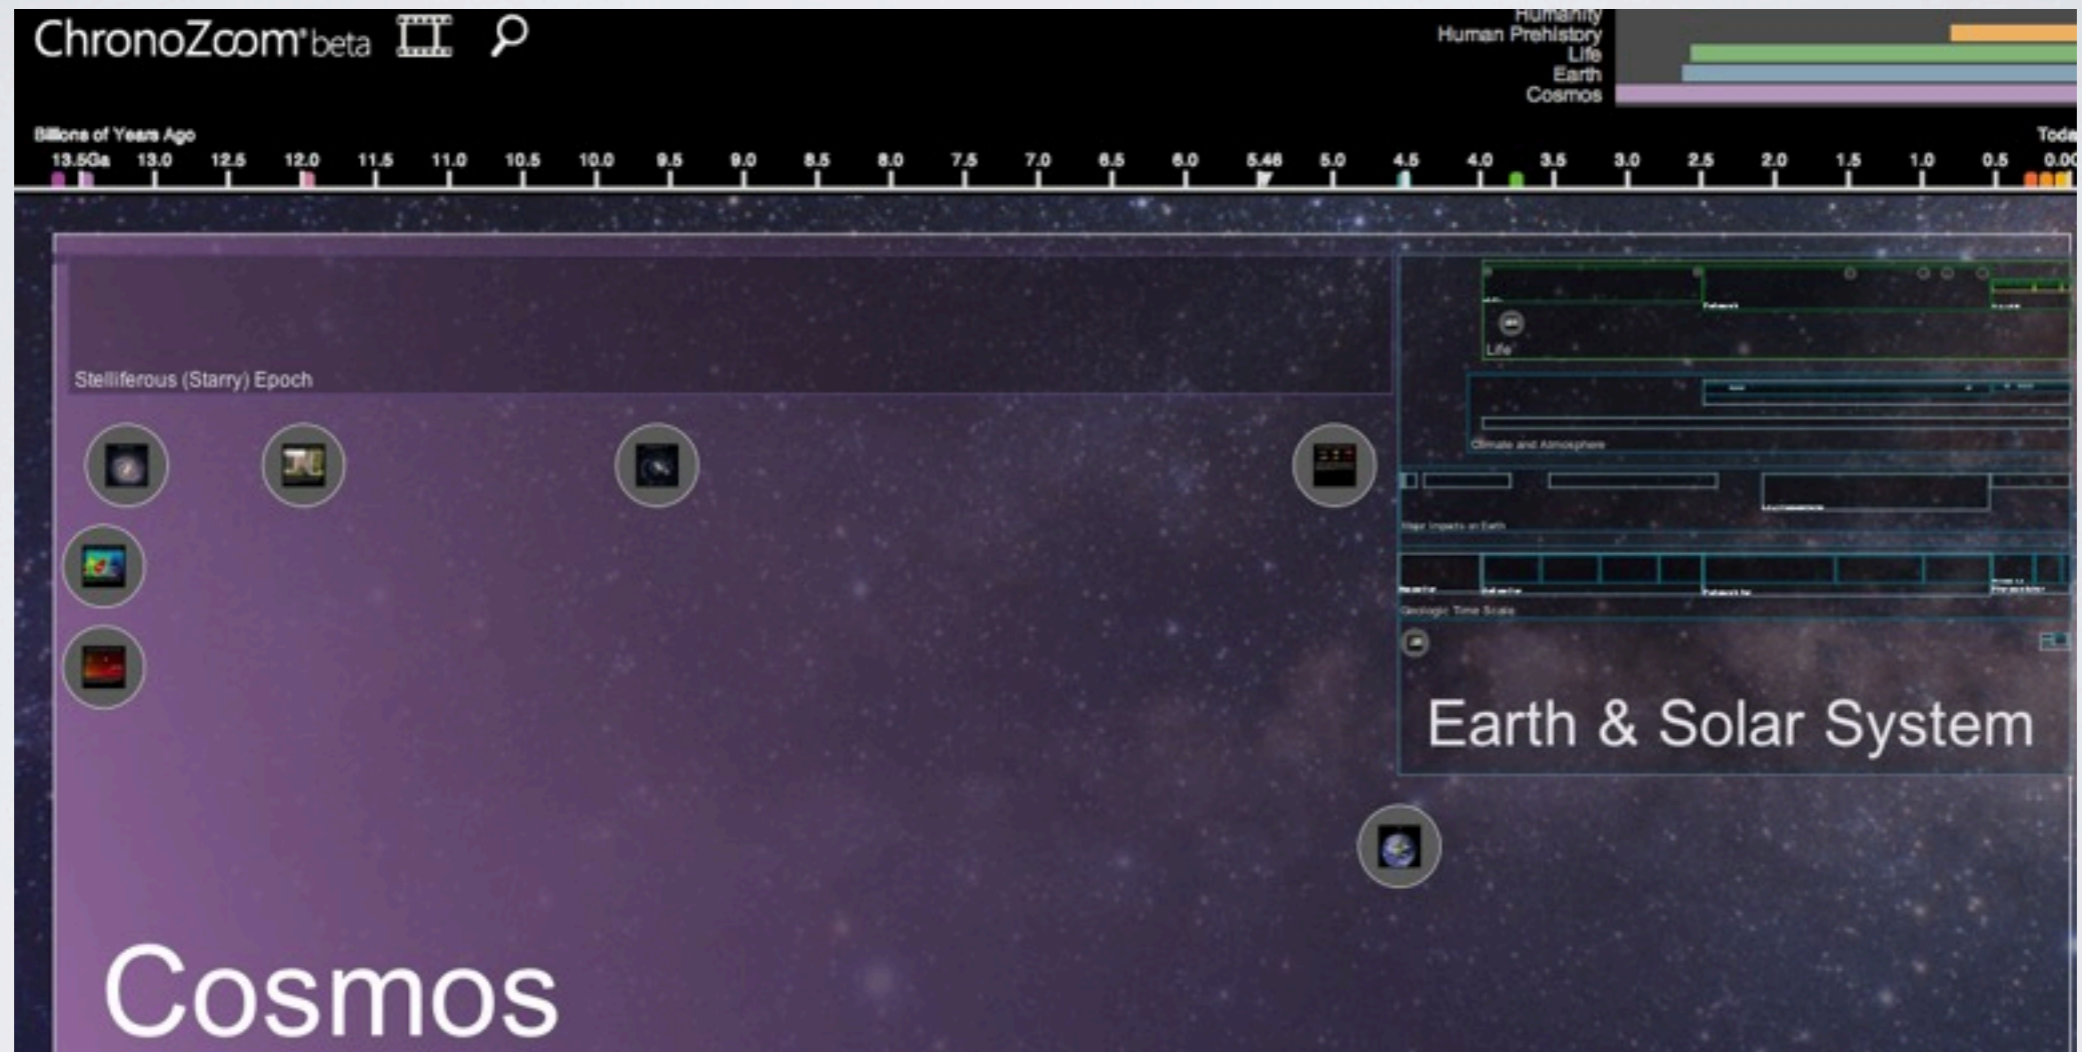 ChronoZoom® beta
Humanity
Human Prehistory
Life
Earth
Cosmos
Billions of Years Ago
Toda
13.5Ga 13.0 12.5 12.0 11.5 11.0 10.5 10.0 9.5 9.0 8.5 8.0 7.5 7.0 6.5 6.0 5.46 5.0 4.5 4.0 3.5 3.0 2.5 2.0 1.5 1.0 0.5 0.00
Stelliferous (Starry) Epoch
Life
Climate and Atmosphere
Major Impacts on Earth
Geologic Time Scale
Earth & Solar System
Cosmos